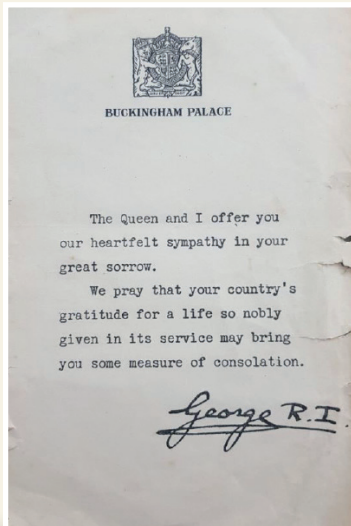 BUCKINGHAM PALACE
The Queen and I offer you
our heartfelt sympathy in your
great sorrow.
We pray that your country's
gratitude for a life so nobly
given in its service may bring
you some measure of consolation.
George R.I.